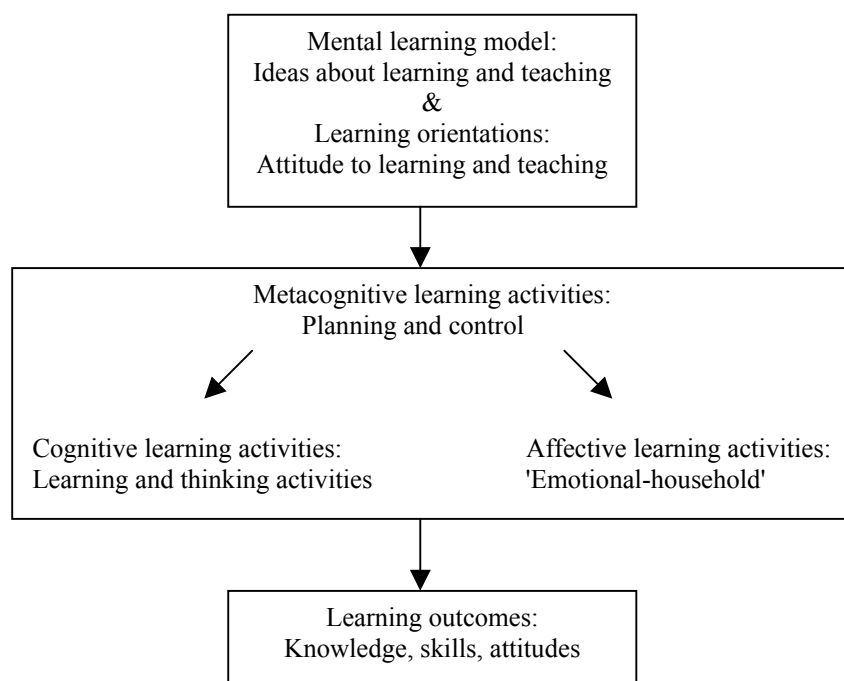 Mental learning model:
Ideas about learning and teaching
&
Learning orientations:
Attitude to learning and teaching
Metacognitive learning activities:
Planning and control
Cognitive learning activities:
Learning and thinking activities
Affective learning activities:
'Emotional-household'
Learning outcomes:
Knowledge, skills, attitudes